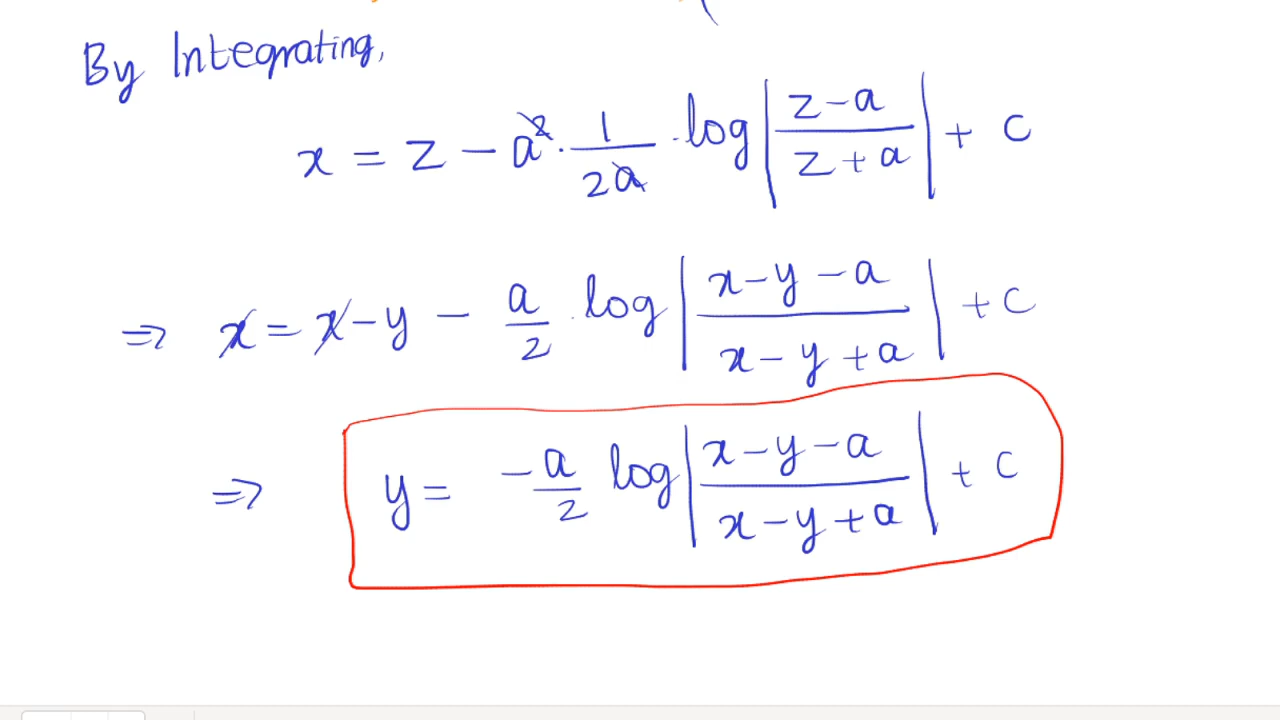 By Integrating,
x = z - a² · 1/2a · log |z-a / z+a| + c
⇒ x = x - y - a/2 · log |x-y-a / x-y+a| + c
⇒ y = -a/2 log |x-y-a / x-y+a| + c